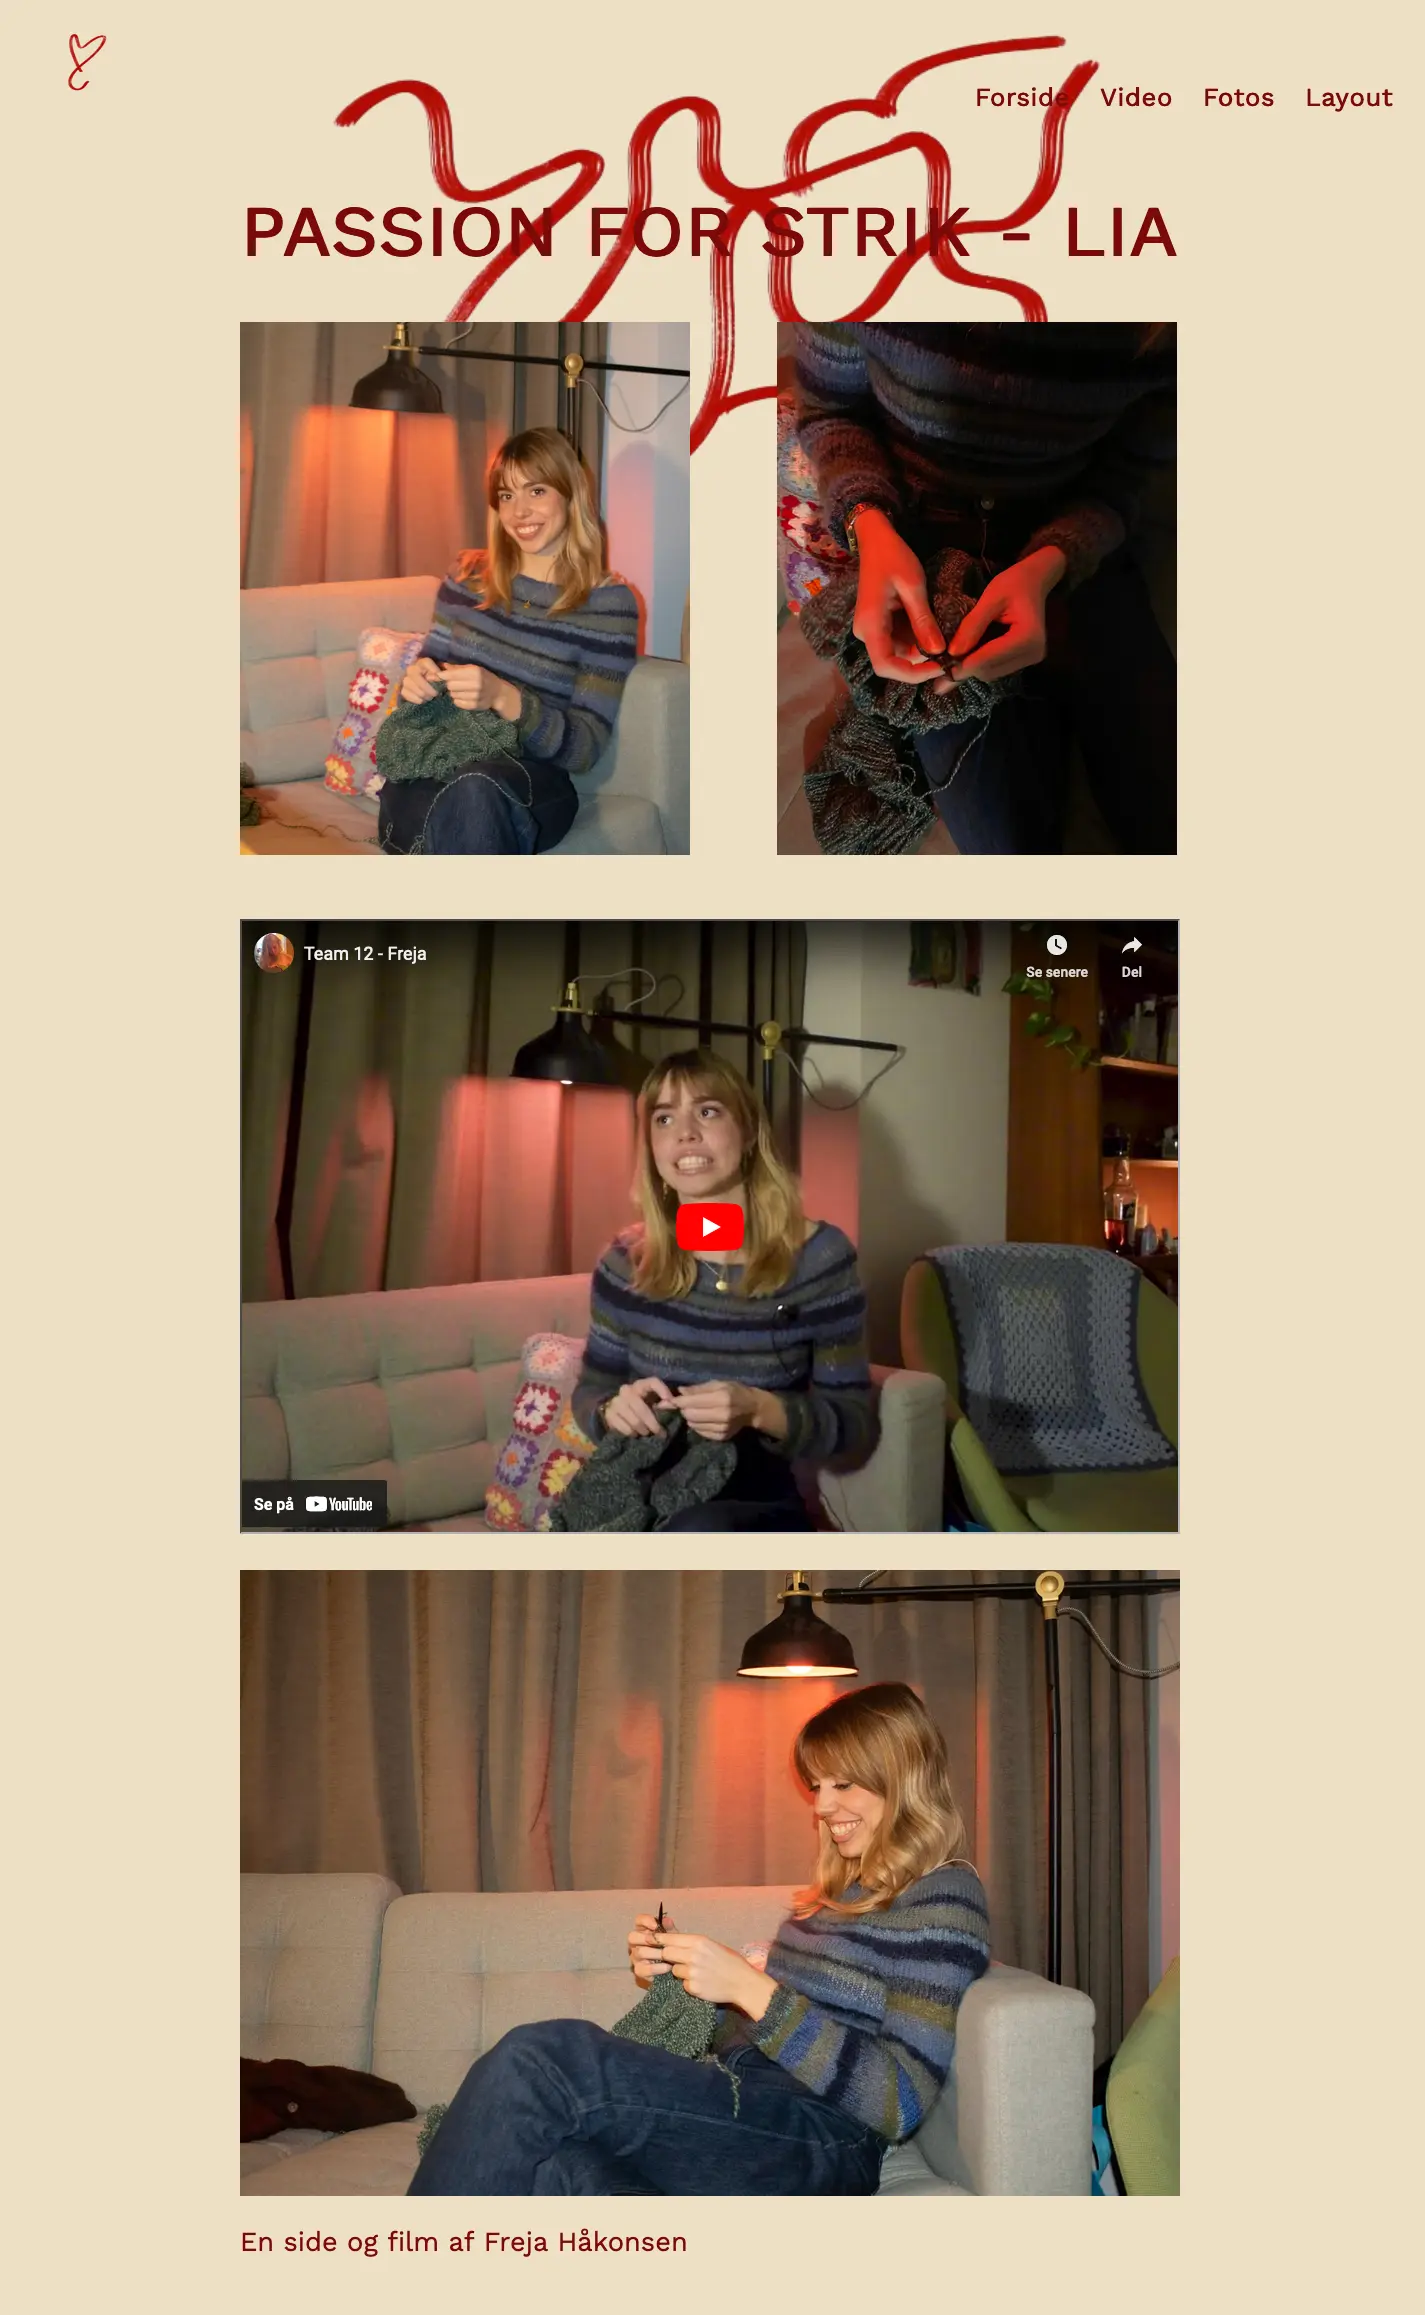 Forside Video Fotos Layout
PASSION FOR STRIK - LIA
Team 12 - Freja
Se senere Del
Se på YouTube
En side og film af Freja Håkonsen